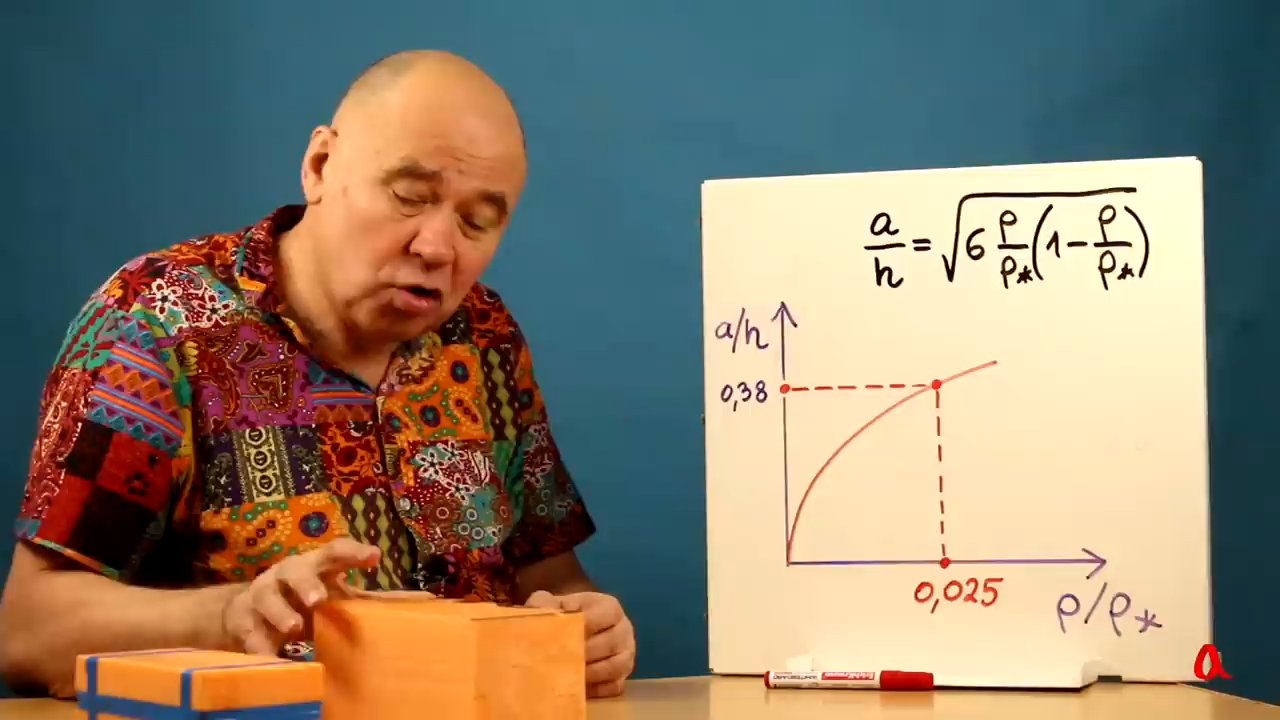 a/h = √(6 ρ/ρ* (1 − ρ/ρ*))
a/h
0,38
0,025
ρ/ρ*
a